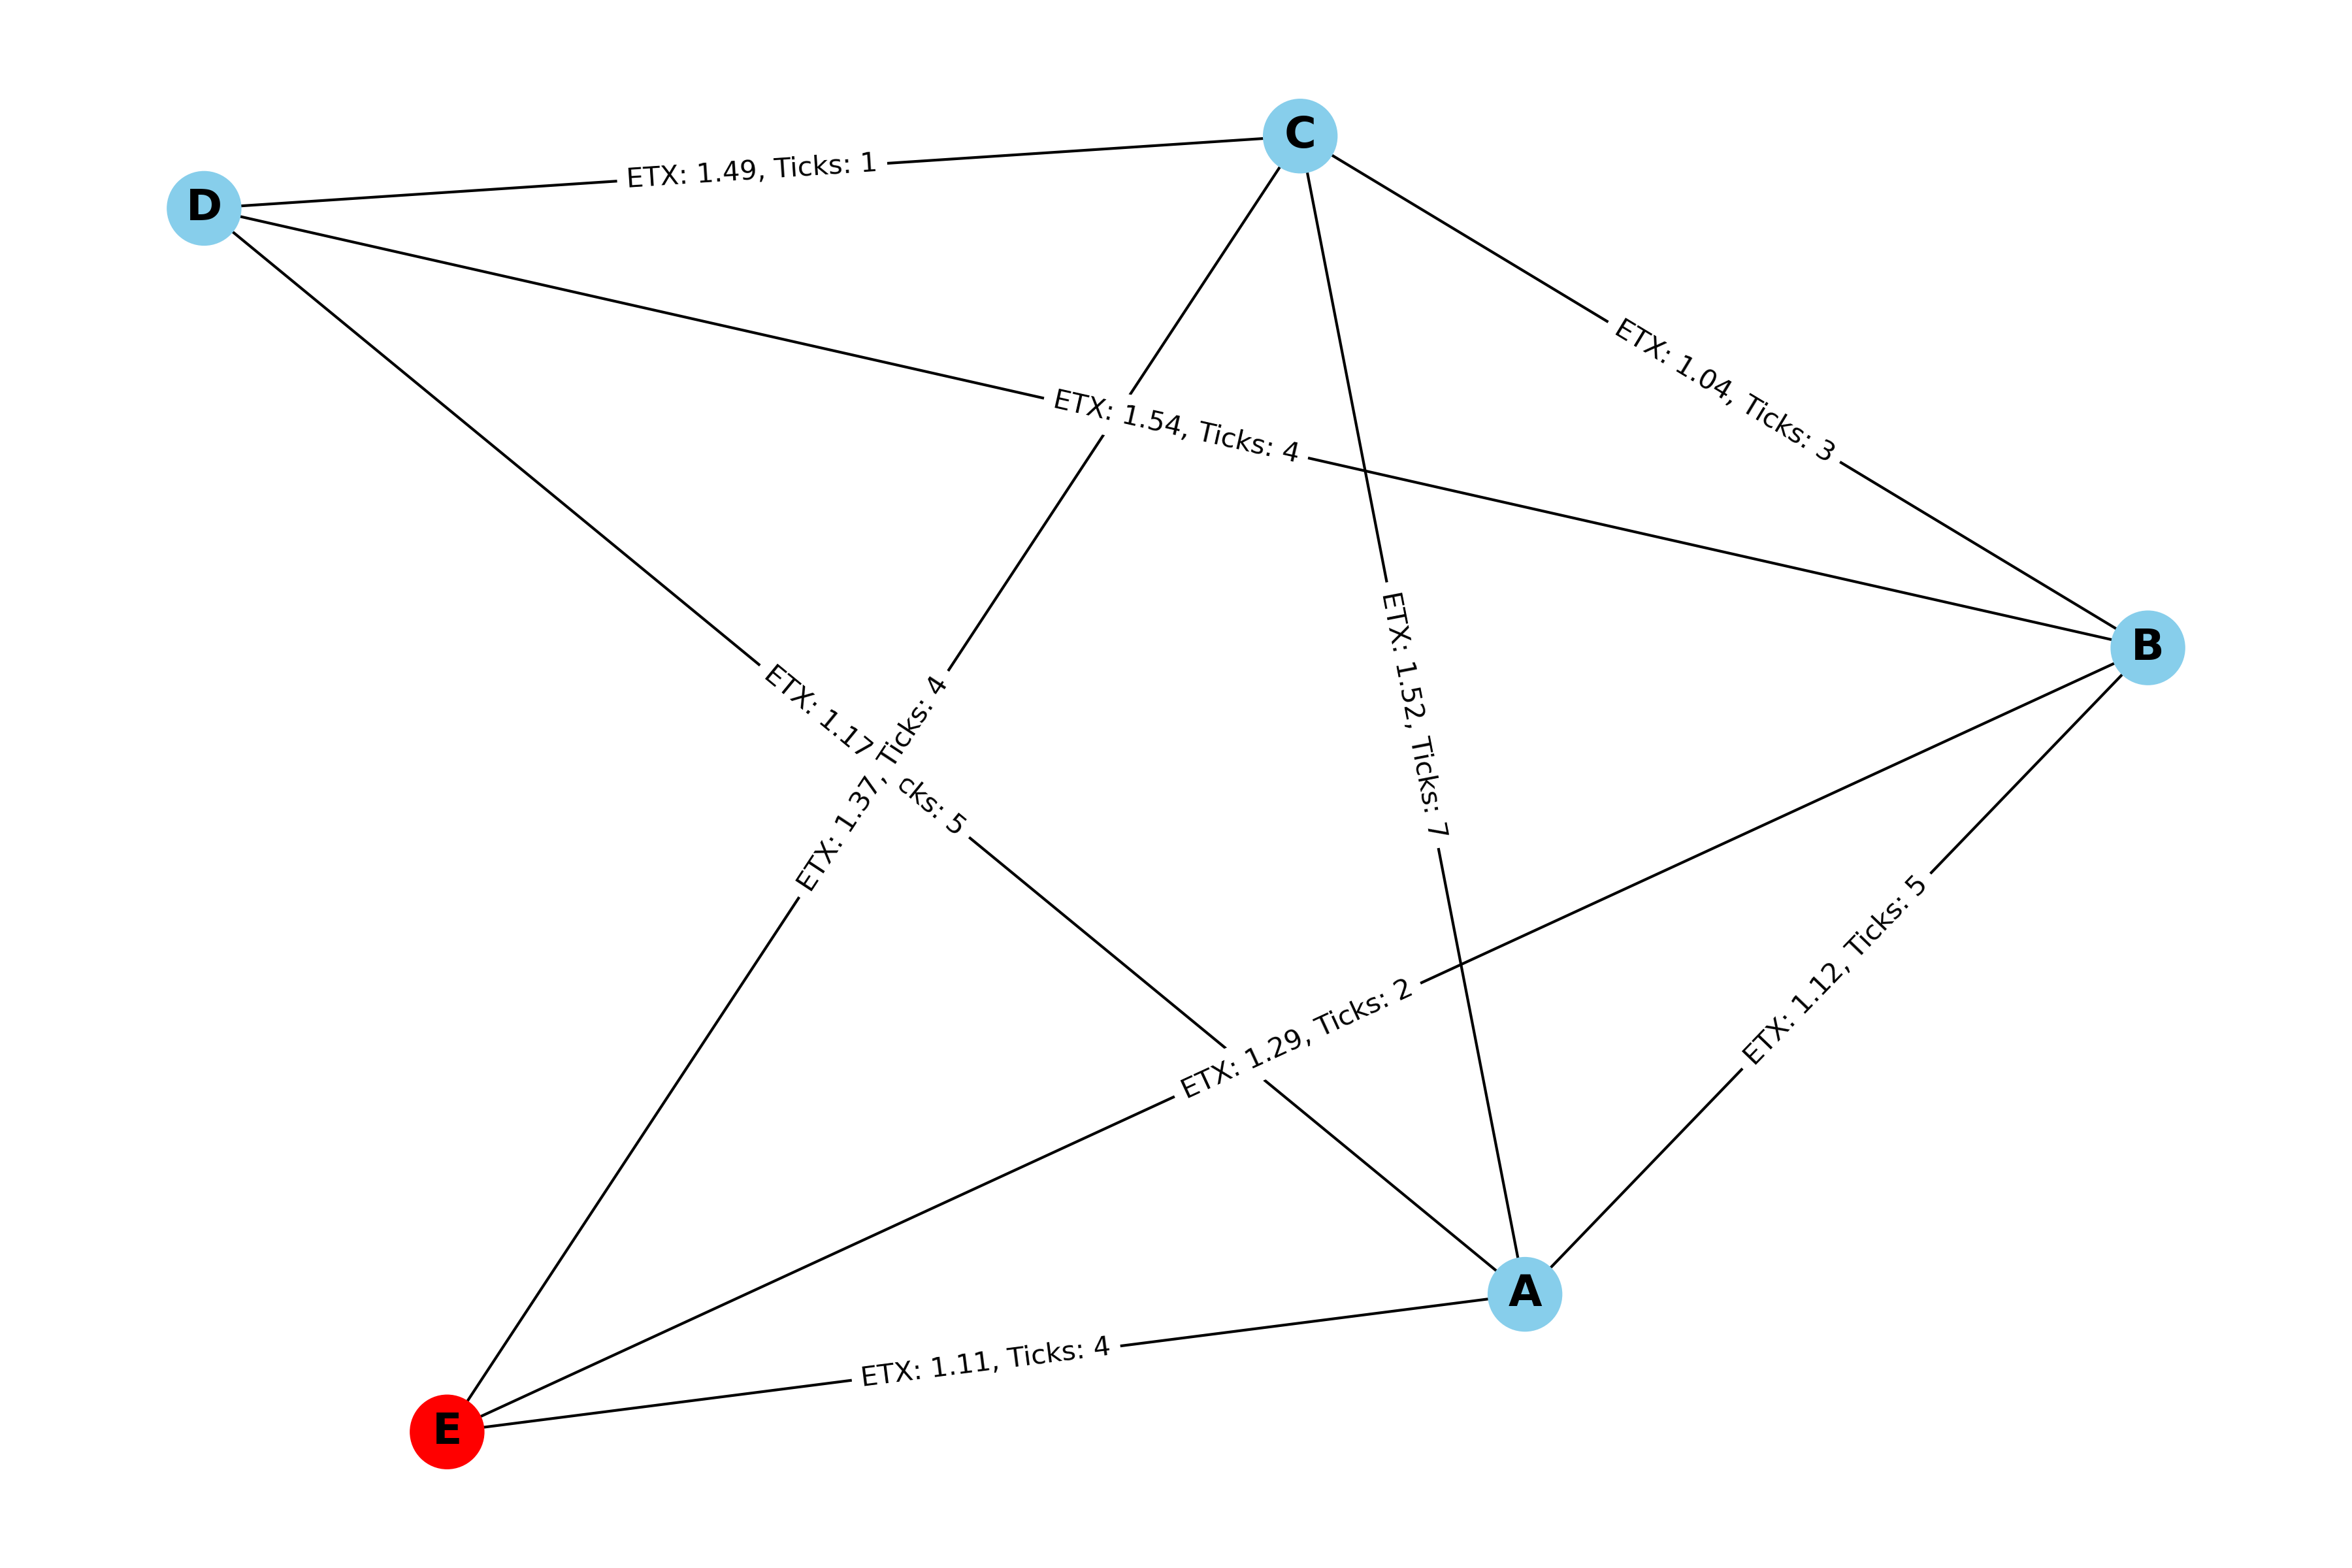 C
D
ETX: 1.49, Ticks: 1
ETX: 1.04, Ticks: 3
ETX: 1.54, Ticks: 4
B
ETX: 1.52, Ticks: 7
ETX: 1.17 cks: 5
ETX: 1.37, Ticks: 4
ETX: 1.12, Ticks: 5
ETX: 1.29, Ticks: 2
A
ETX: 1.11, Ticks: 4
E